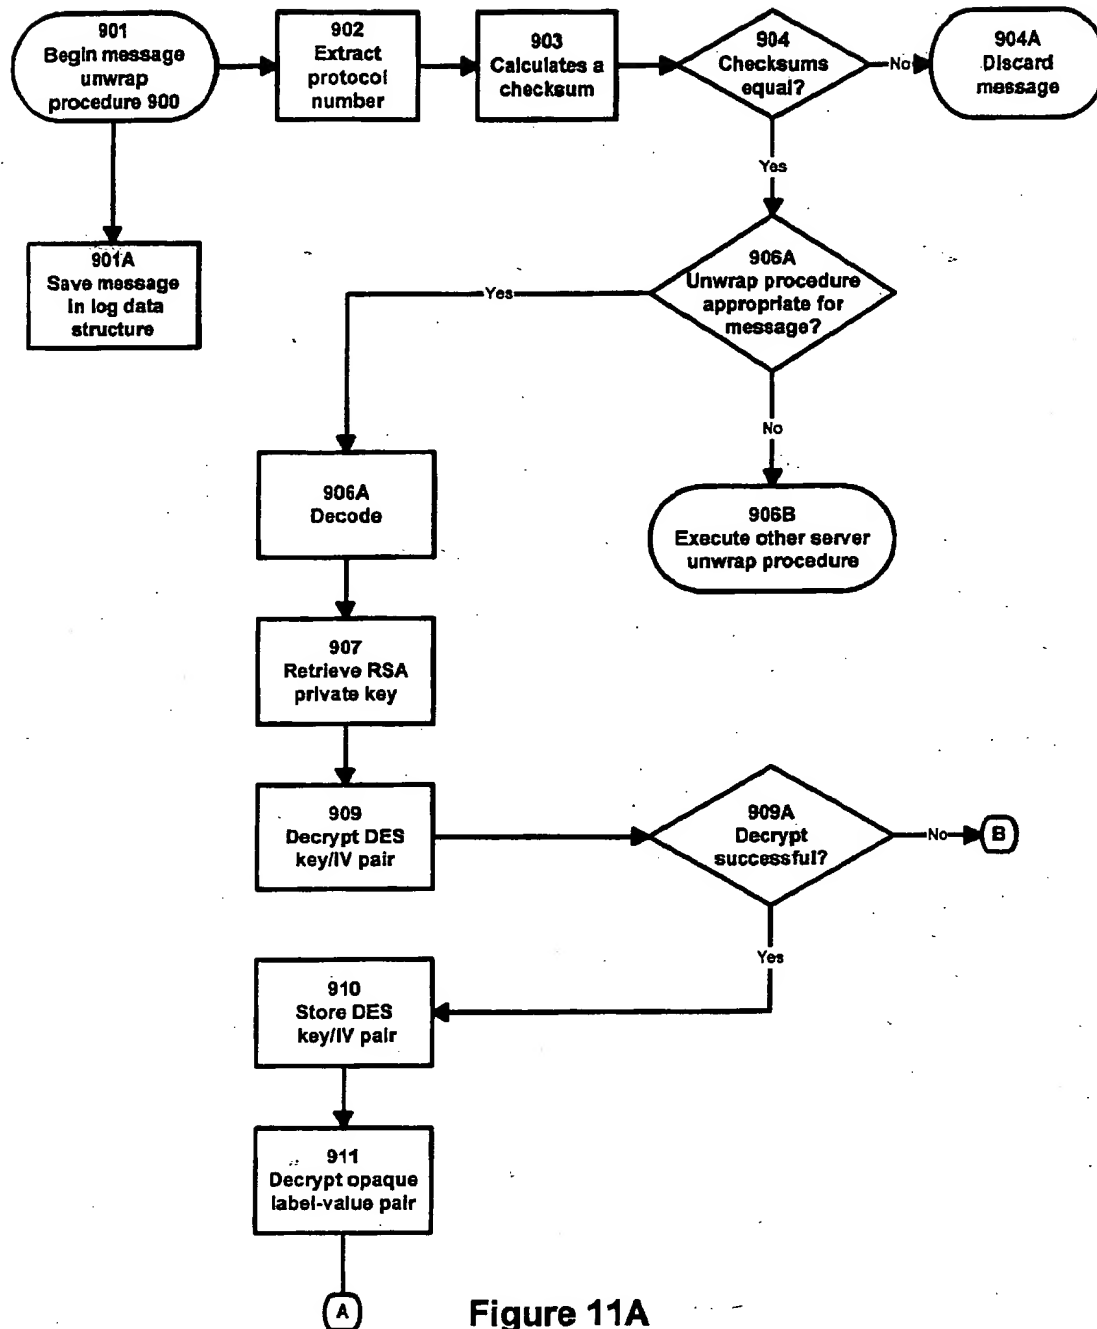 901
Begin message
unwrap
procedure 900
902
Extract
protocol
number
903
Calculates a
checksum
904
Checksums
equal?
No
904A
Discard
message
Yes
901A
Save message
in log data
structure
906A
Unwrap procedure
appropriate for
message?
Yes
No
906A
Decode
906B
Execute other server
unwrap procedure
907
Retrieve RSA
private key
909
Decrypt DES
key/IV pair
909A
Decrypt
successful?
No
B
Yes
910
Store DES
key/IV pair
911
Decrypt opaque
label-value pair
A
Figure 11A